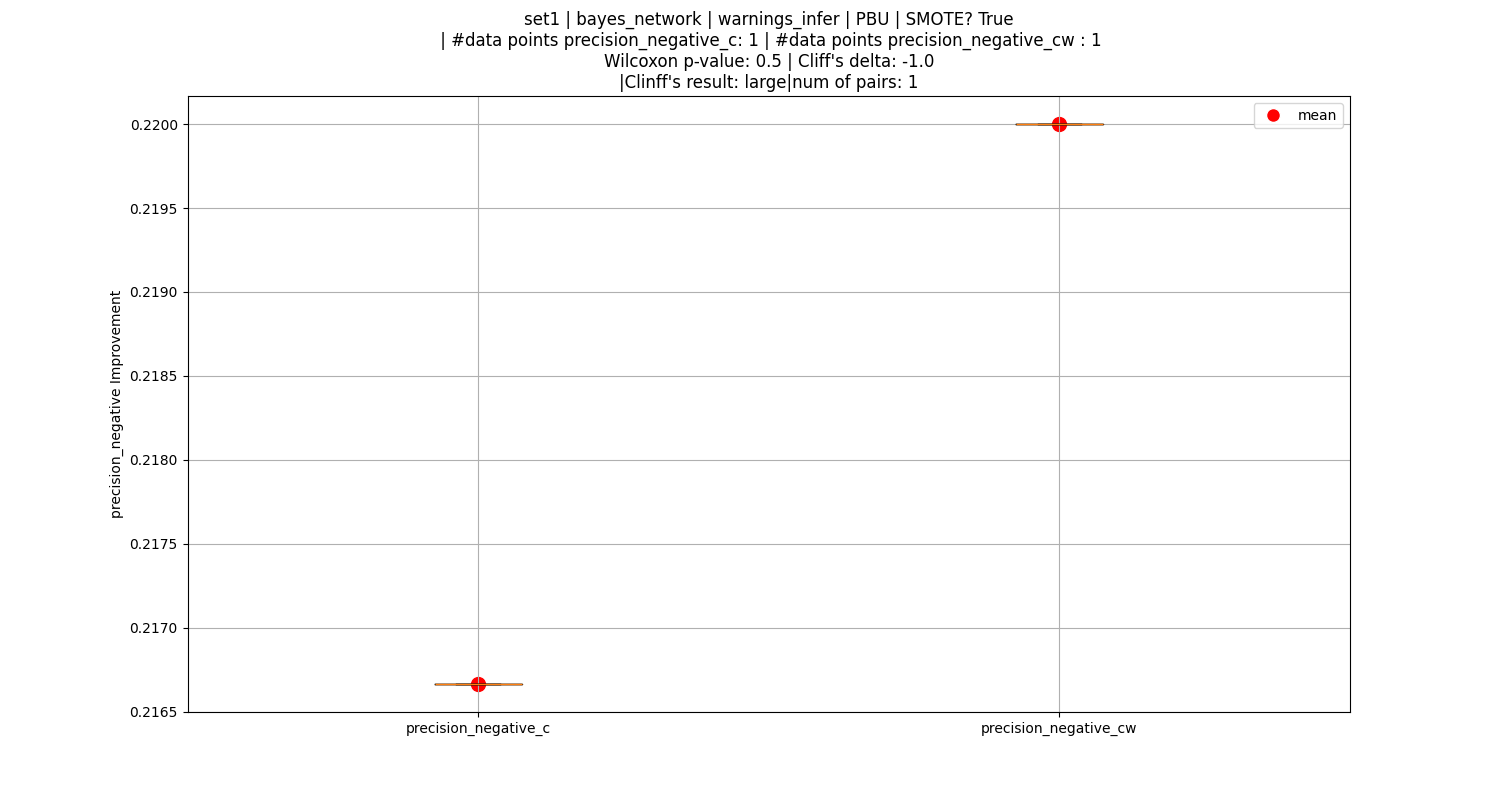 set1 | bayes_network | warnings_infer | PBU | SMOTE? True
| #data points precision_negative_c: 1 | #data points precision_negative_cw : 1
Wilcoxon p-value: 0.5 | Cliff's delta: -1.0
|Clinff's result: large|num of pairs: 1
mean
0.2200
0.2195
0.2190
0.2185
0.2180
0.2175
0.2170
0.2165
precision_negative Improvement
precision_negative_c
precision_negative_cw